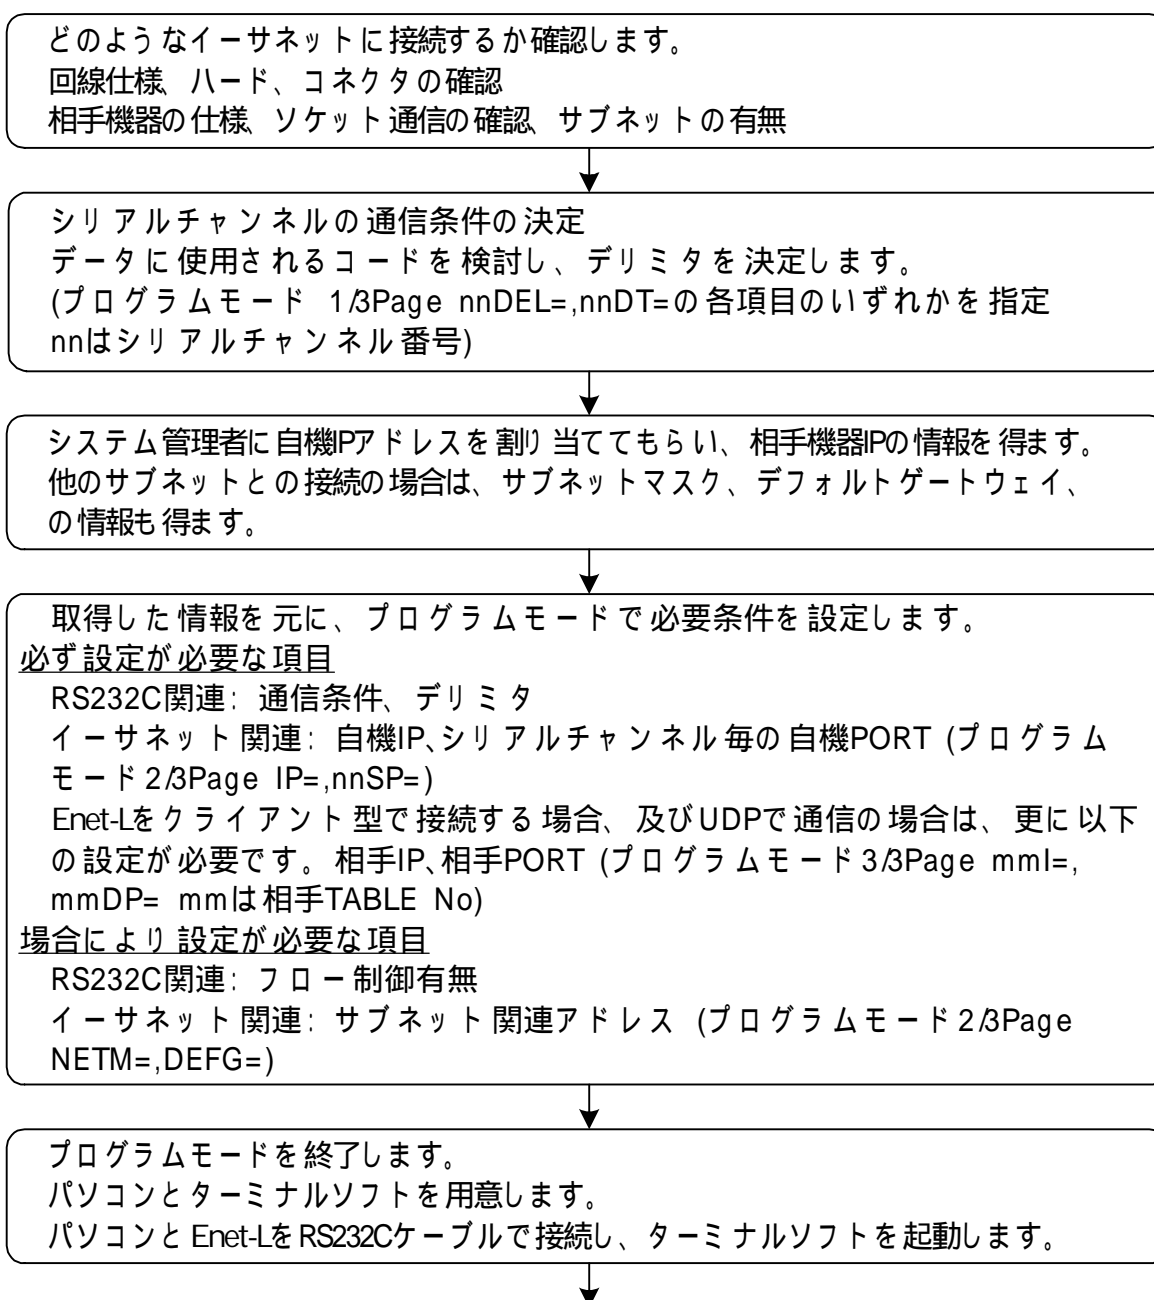 どのようなイーサネットに接続するか確認します。
回線仕様、ハード、コネクタの確認
相手機器の仕様、ソケット通信の確認、サブネットの有無
シリアルチャンネルの通信条件の決定
データに使用されるコードを検討し、デリミタを決定します。
(プログラムモード 1/3Page nnDEL=,nnDT=の各項目のいずれかを指定
nnはシリアルチャンネル番号)
システム管理者に自機IPアドレスを割り当ててもらい、相手機器IPの情報を得ます。
他のサブネットとの接続の場合は、サブネットマスク、デフォルトゲートウェイ、
の情報も得ます。
取得した情報を元に、プログラムモードで必要条件を設定します。
必ず設定が必要な項目
RS232C関連: 通信条件、デリミタ
イーサネット関連: 自機IP、シリアルチャンネル毎の自機PORT (プログラム
モード2/3Page IP=,nnSP=)
Enet-Lをクライアント型で接続する場合、及びUDPで通信の場合は、更に以下
の設定が必要です。相手IP、相手PORT (プログラムモード3/3Page mmI=,
mmDP= mmは相手TABLE No)
場合により設定が必要な項目
RS232C関連: フロー制御有無
イーサネット関連: サブネット関連アドレス (プログラムモード2/3Page
NETM=,DEFG=)
プログラムモードを終了します。
パソコンとターミナルソフトを用意します。
パソコンとEnet-LをRS232Cケーブルで接続し、ターミナルソフトを起動します。